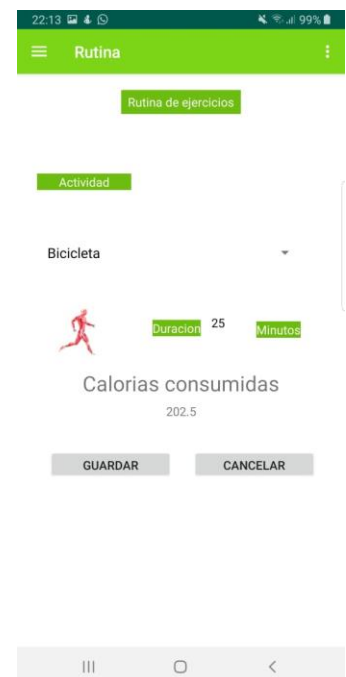 22:13 99%
Rutina
Rutina de ejercicios
Actividad
Bicicleta
Duracion 25 Minutos
Calorias consumidas
202.5
GUARDAR CANCELAR